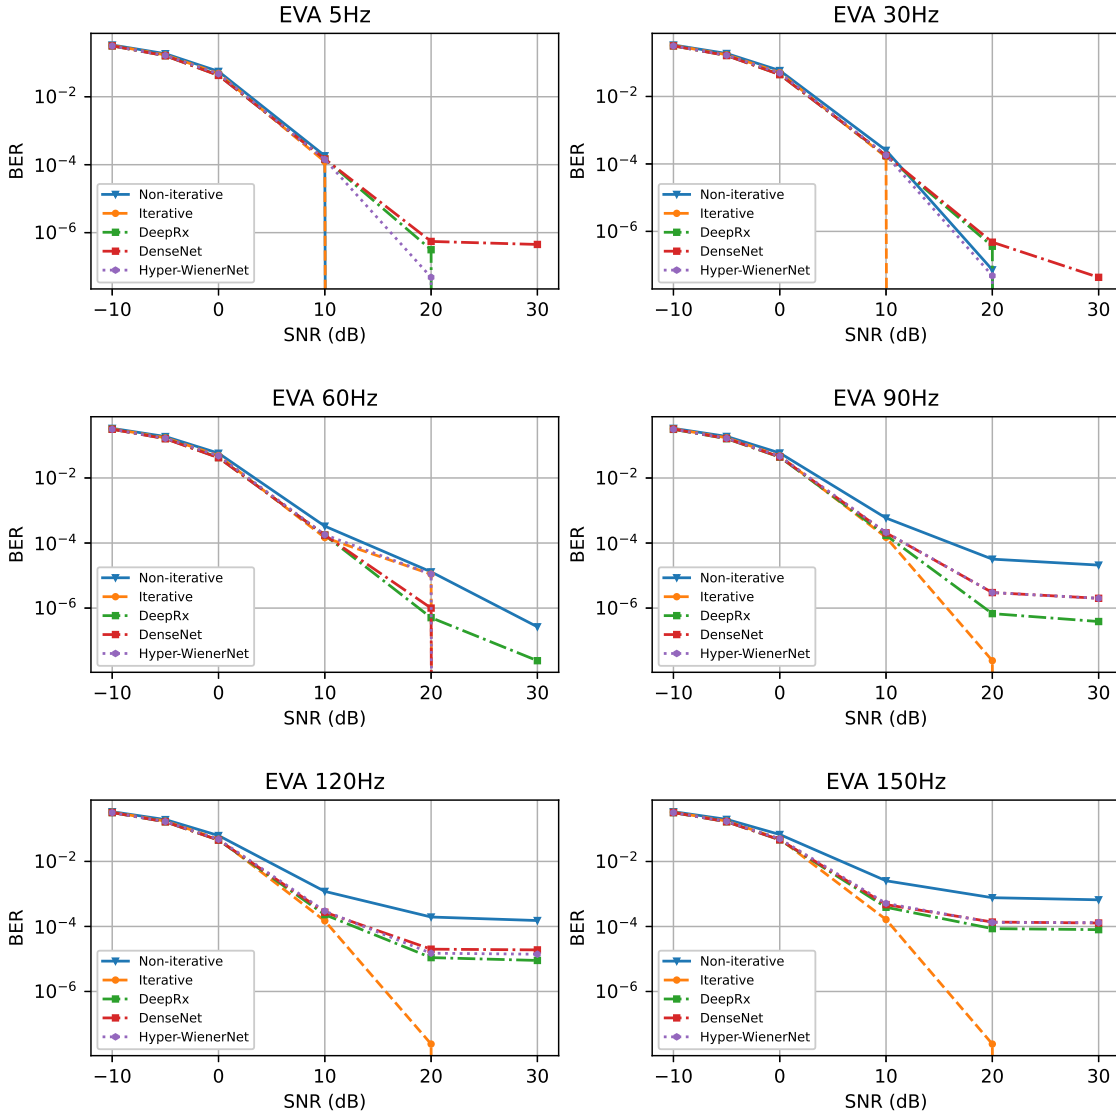 EVA 5Hz
BER
10⁻²
10⁻⁴
10⁻⁶
Non-iterative
Iterative
DeepRx
DenseNet
Hyper-WienerNet
−10 0 10 20 30
SNR (dB)
EVA 30Hz
BER
10⁻²
10⁻⁴
10⁻⁶
Non-iterative
Iterative
DeepRx
DenseNet
Hyper-WienerNet
−10 0 10 20 30
SNR (dB)
EVA 60Hz
BER
10⁻²
10⁻⁴
10⁻⁶
Non-iterative
Iterative
DeepRx
DenseNet
Hyper-WienerNet
−10 0 10 20 30
SNR (dB)
EVA 90Hz
BER
10⁻²
10⁻⁴
10⁻⁶
Non-iterative
Iterative
DeepRx
DenseNet
Hyper-WienerNet
−10 0 10 20 30
SNR (dB)
EVA 120Hz
BER
10⁻²
10⁻⁴
10⁻⁶
Non-iterative
Iterative
DeepRx
DenseNet
Hyper-WienerNet
−10 0 10 20 30
SNR (dB)
EVA 150Hz
BER
10⁻²
10⁻⁴
10⁻⁶
Non-iterative
Iterative
DeepRx
DenseNet
Hyper-WienerNet
−10 0 10 20 30
SNR (dB)